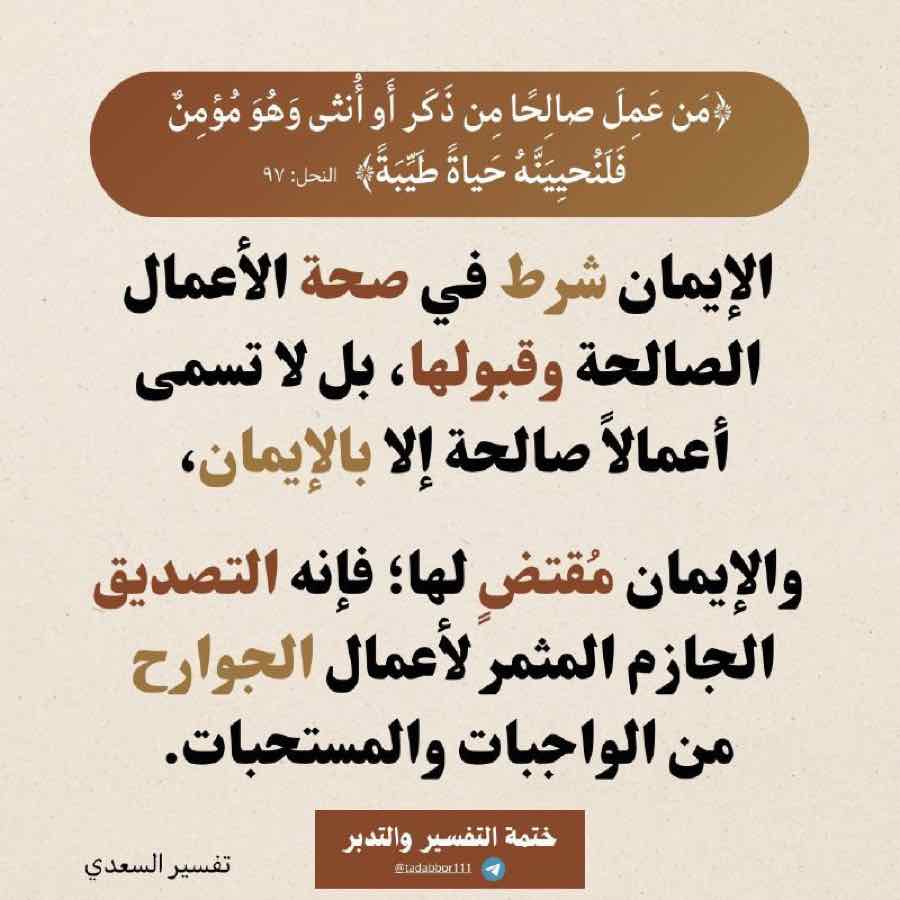 ﴿مَن عَمِلَ صالِحًا مِن ذَكَرٍ أَو أُنثى وَهُوَ مُؤمِنٌ
فَلَنُحيِيَنَّهُ حَياةً طَيِّبَةً﴾ النحل: ٩٧
الإيمان شرط في صحة الأعمال
الصالحة وقبولها، بل لا تسمى
أعمالاً صالحة إلا بالإيمان،
والإيمان مُقتضٍ لها؛ فإنه التصديق
الجازم المثمر لأعمال الجوارح
من الواجبات والمستحبات.
ختمة التفسير والتدبر
@tadabbor111
تفسير السعدي